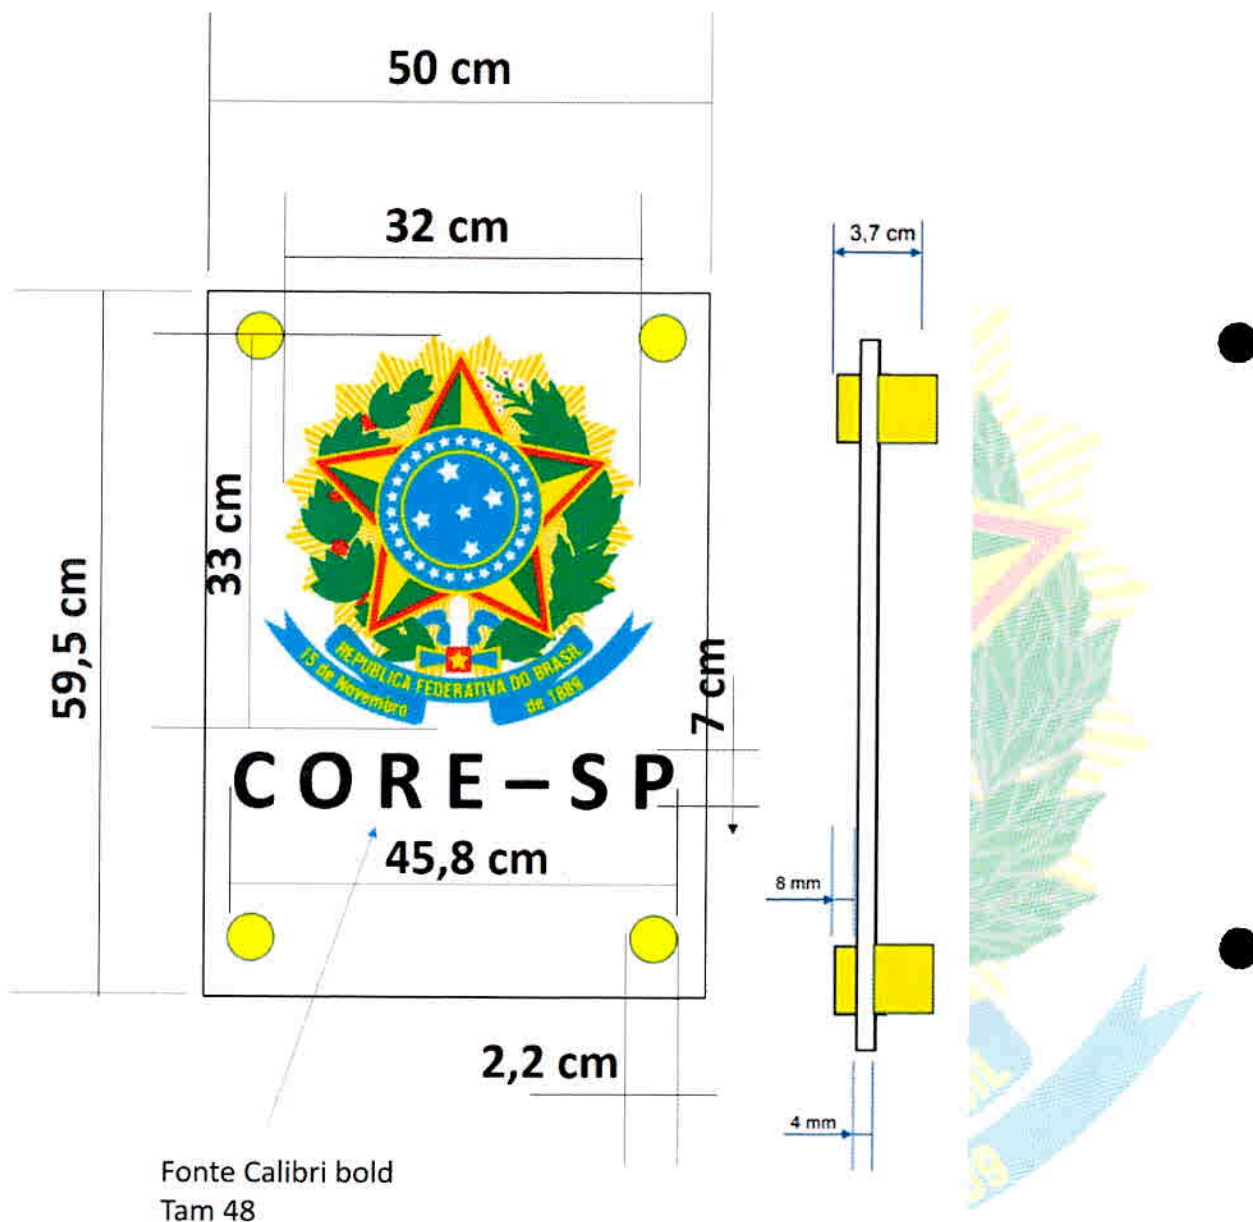 50 cm
32 cm
3,7 cm
33 cm
59,5 cm
REPUBLICA FEDERATIVA DO BRASIL
15 de Novembro
de 1889
7 cm
CORE–SP
45,8 cm
8 mm
2,2 cm
4 mm
Fonte Calibri bold
Tam 48